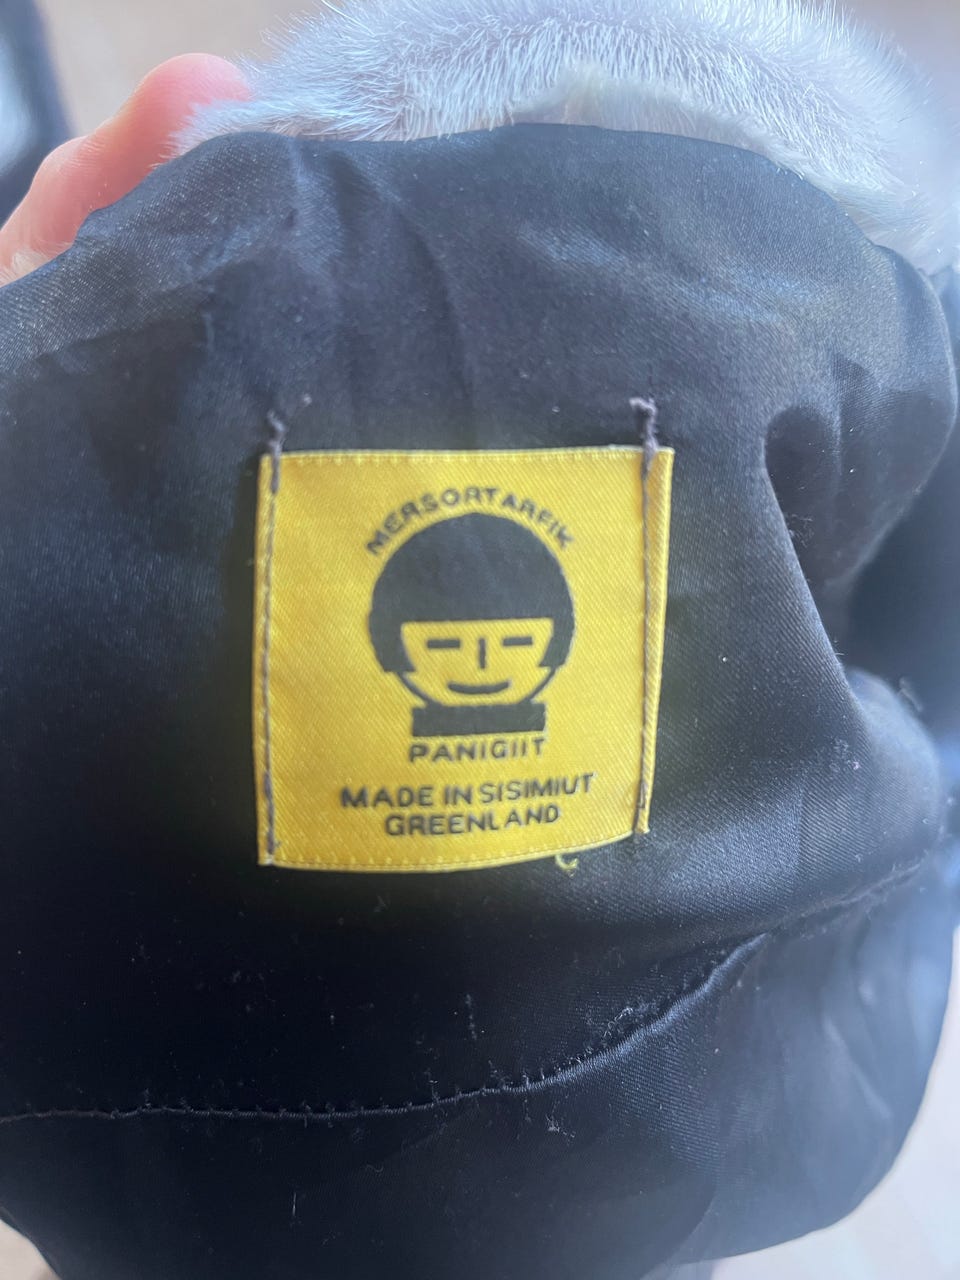 MERSORTARFIK
PANIGIIT
MADE IN SISIMIUT
GREENLAND